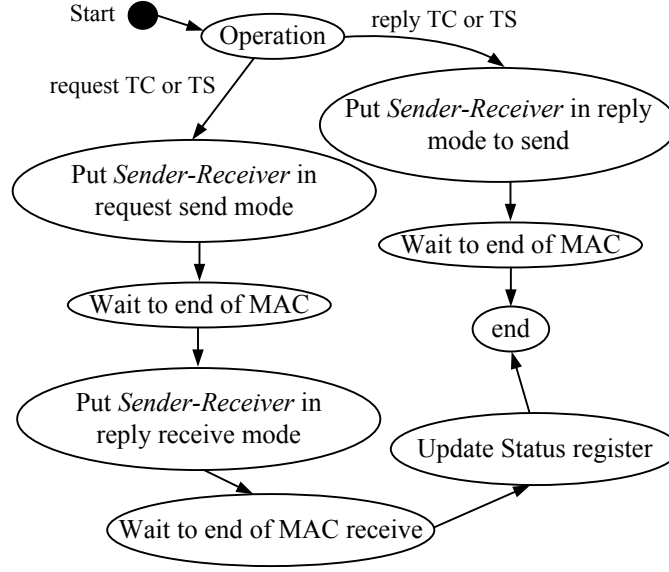 Start
Operation
reply TC or TS
request TC or TS
Put Sender-Receiver in reply
mode to send
Put Sender-Receiver in
request send mode
Wait to end of MAC
Wait to end of MAC
end
Put Sender-Receiver in
reply receive mode
Update Status register
Wait to end of MAC receive